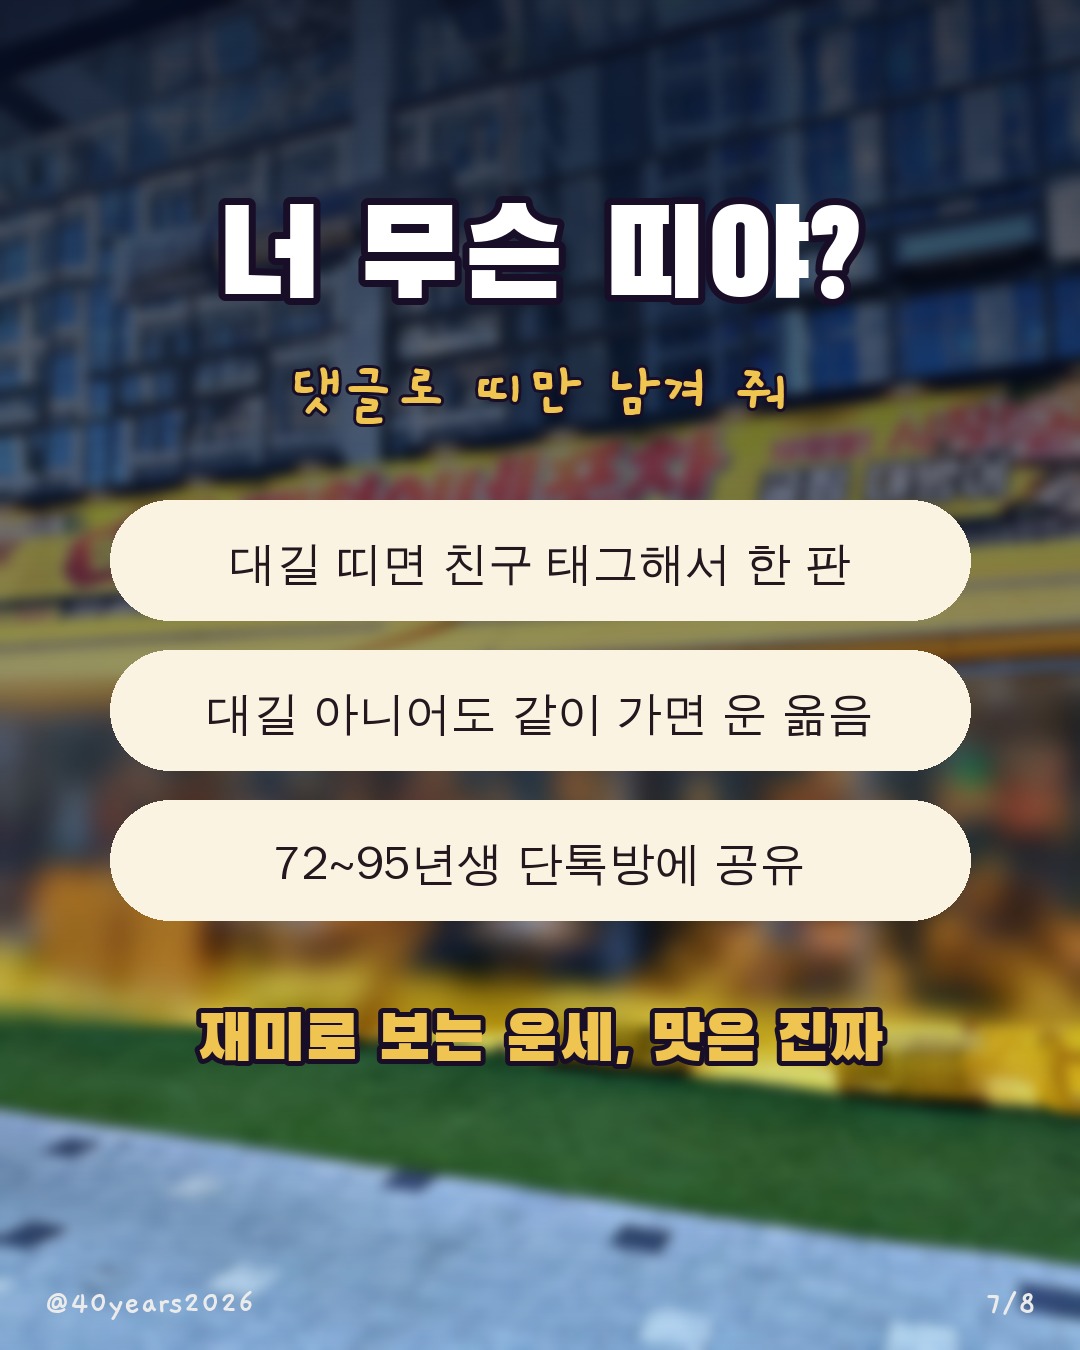 너 무슨 띠야?
댓글로 띠만 남겨 줘
대길 띠면 친구 태그해서 한 판
대길 아니어도 같이 가면 운 옮음
72~95년생 단톡방에 공유
재미로 보는 운세, 맛은 진짜
@40years2026
7/8